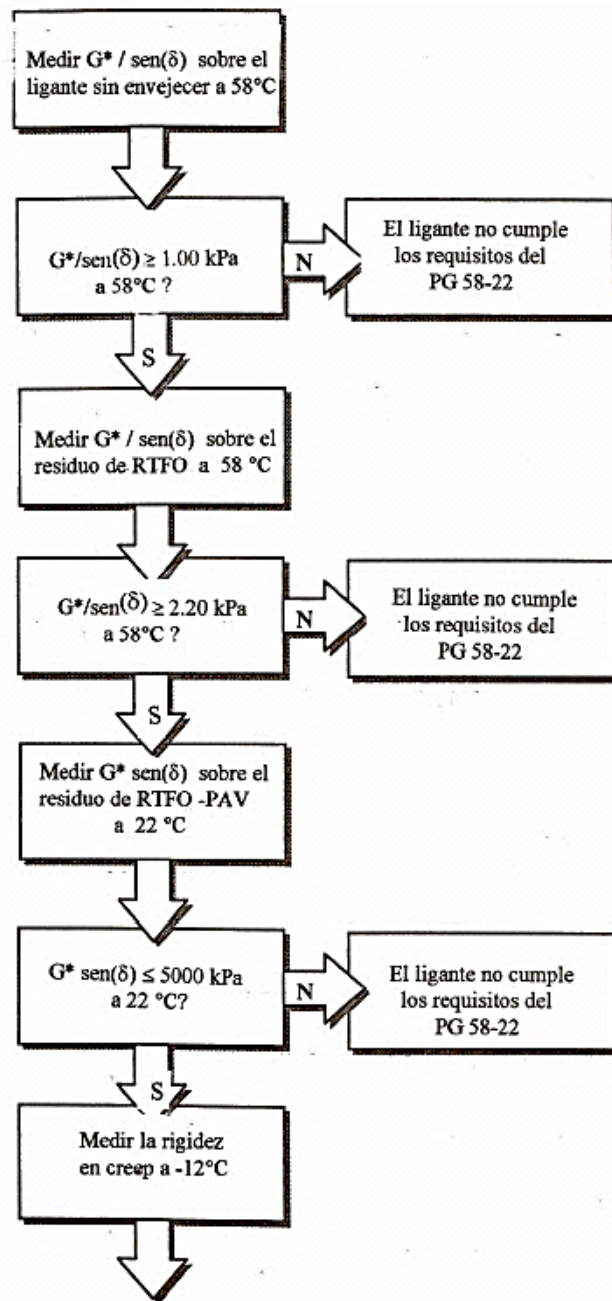 Medir G* / sen(δ) sobre el
ligante sin envejecer a 58°C
G*/sen(δ) ≥ 1.00 kPa
a 58°C ?
N
El ligante no cumple
los requisitos del
PG 58-22
S
Medir G* / sen(δ) sobre el
residuo de RTFO a 58 °C
G*/sen(δ) ≥ 2.20 kPa
a 58°C ?
N
El ligante no cumple
los requisitos del
PG 58-22
S
Medir G* sen(δ) sobre el
residuo de RTFO -PAV
a 22 °C
G* sen(δ) ≤ 5000 kPa
a 22 °C?
N
El ligante no cumple
los requisitos del
PG 58-22
S
Medir la rigidez
en creep a -12°C